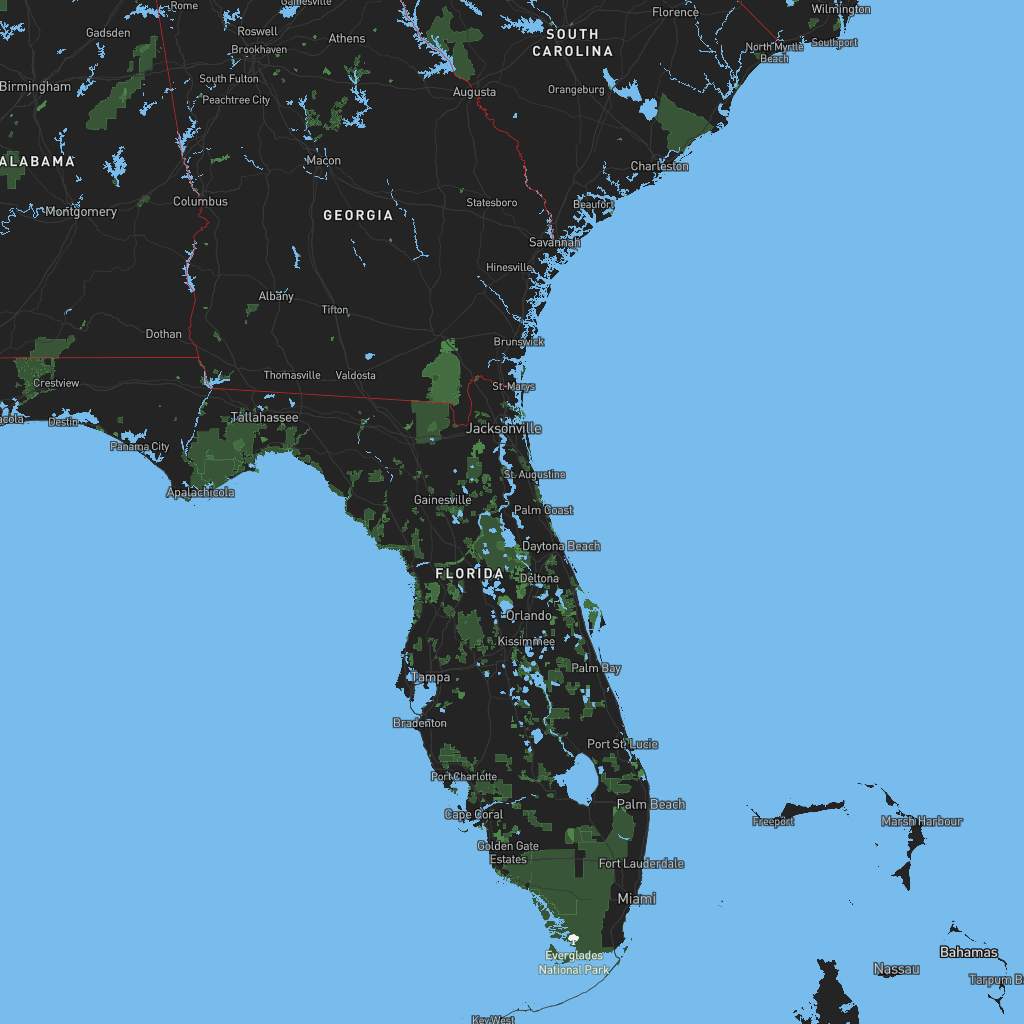 Rome
Gainesville
Florence
Wilmington
Gadsden
Roswell
Athens
SOUTH
CAROLINA
Southport
Brookhaven
North Myrtle
Beach
South Fulton
Birmingham
Augusta
Orangeburg
Peachtree City
ALABAMA
Macon
Charleston
Columbus
Statesboro
Beaufort
Montgomery
GEORGIA
Savannah
Hinesville
Albany
Tifton
Dothan
Brunswick
Thomasville
Valdosta
Crestview
St. Marys
acola
Destin
Tallahassee
Jacksonville
Panama City
St. Augustine
Apalachicola
Gainesville
Palm Coast
Daytona Beach
FLORIDA
Deltona
Orlando
Kissimmee
Palm Bay
Tampa
Bradenton
Port St. Lucie
Port Charlotte
Palm Beach
Cape Coral
Freeport
Marsh Harbour
Golden Gate
Estates
Fort Lauderdale
Miami
Everglades
National Park
Bahamas
Nassau
Tarpum B
Key West